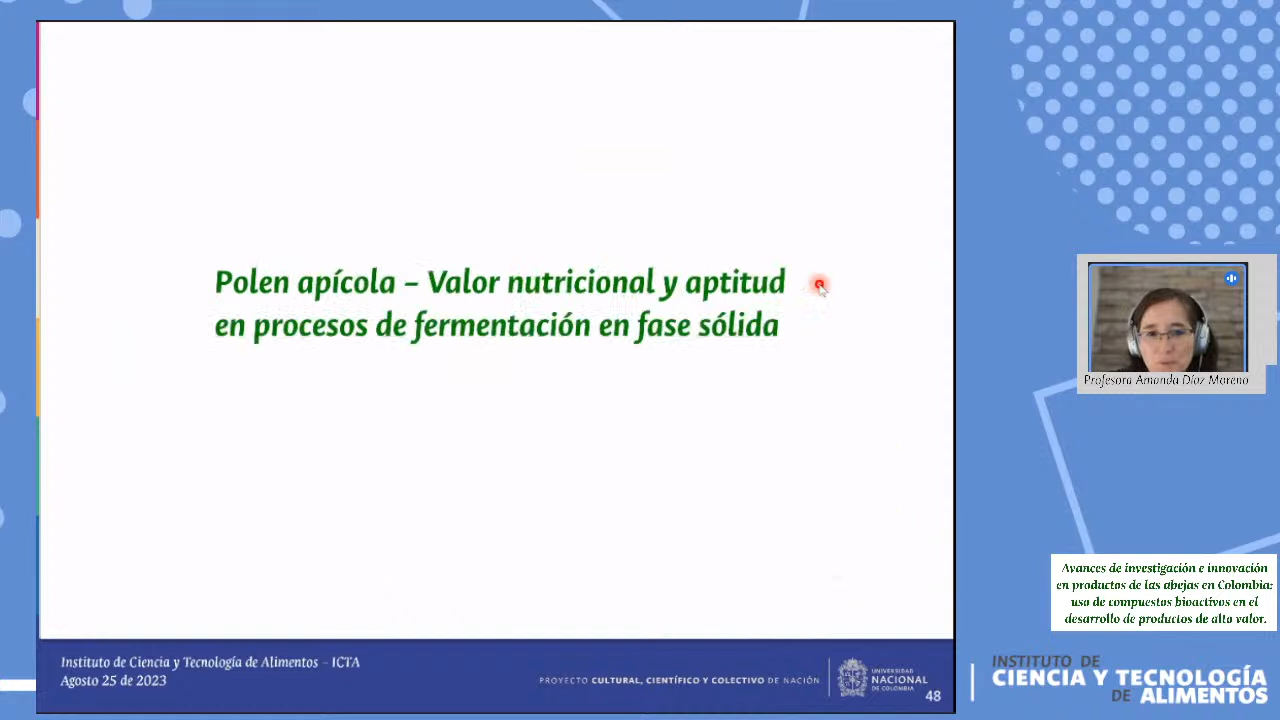 Polen apícola – Valor nutricional y aptitud
en procesos de fermentación en fase sólida
Profesora Amanda Díaz Moreno
Avances de investigación e innovación
en productos de las abejas en Colombia:
uso de compuestos bioactivos en el
desarrollo de productos de alto valor.
Instituto de Ciencia y Tecnología de Alimentos – ICTA
Agosto 25 de 2023
PROYECTO CULTURAL, CIENTÍFICO Y COLECTIVO DE NACIÓN
UNIVERSIDAD
NACIONAL
DE COLOMBIA
48
INSTITUTO DE
CIENCIA Y TECNOLOGÍA
DE ALIMENTOS